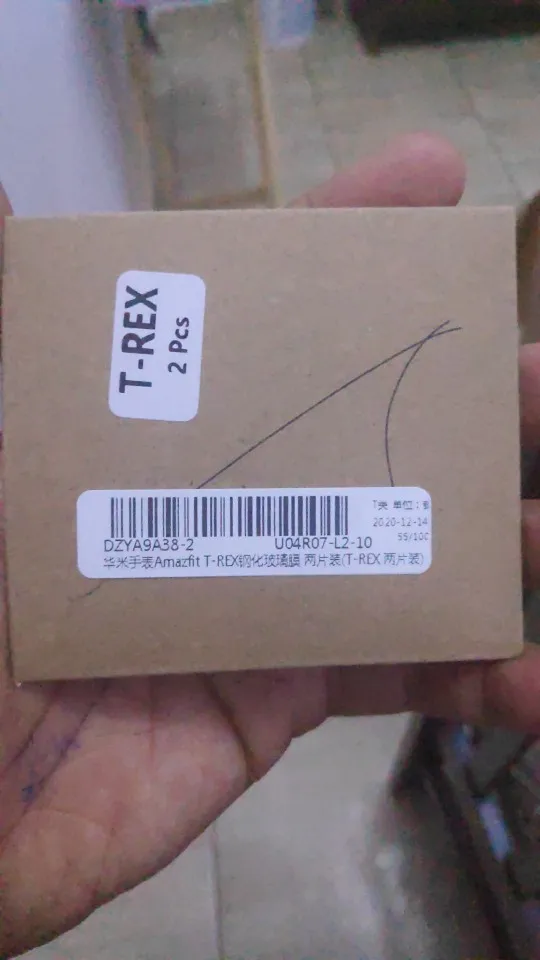 T-REX
2 Pcs
DZYA9A38-2
U04R07-L2-10
T类 单位:
2020-12-14
55/100
华米手表Amazfit T-REX钢化玻璃膜 两片装(T-REX 两片装)